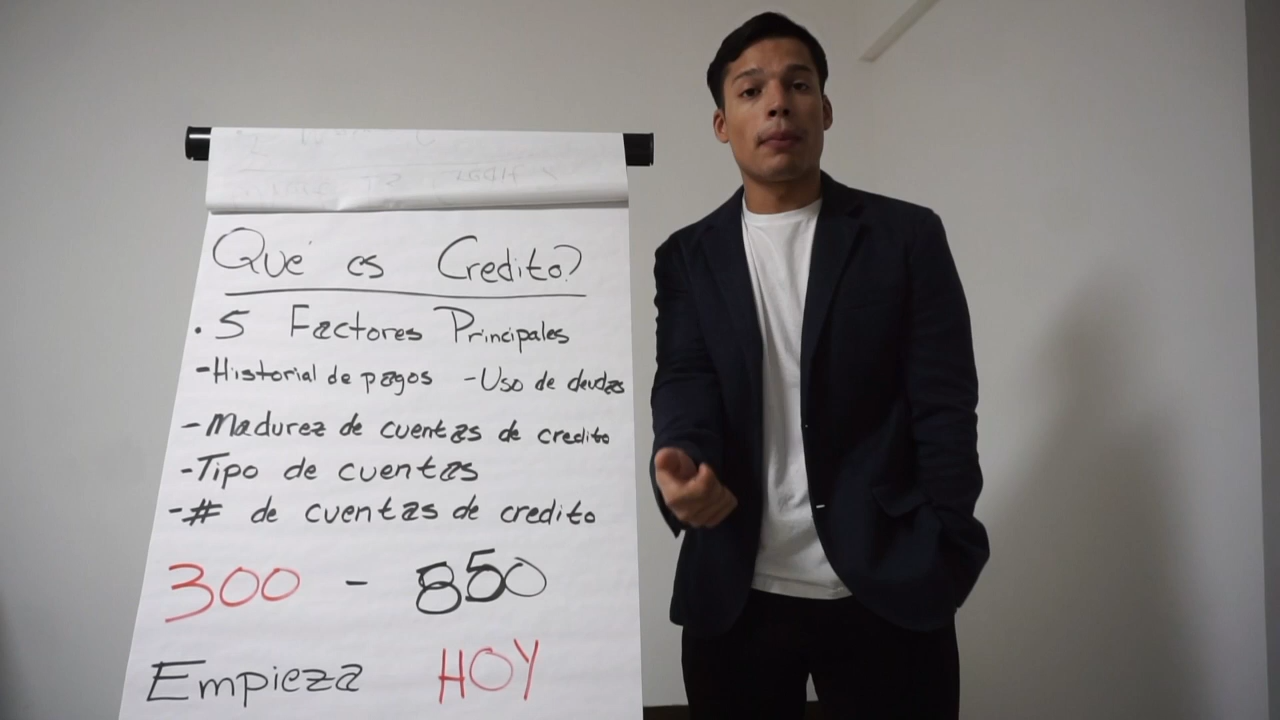 Qué es Credito?
• 5 Factores Principales
- Historial de pagos - Uso de deudas
- Madurez de cuentas de credito
- Tipo de cuentas
- # de cuentas de credito
300 - 850
Empieza HOY